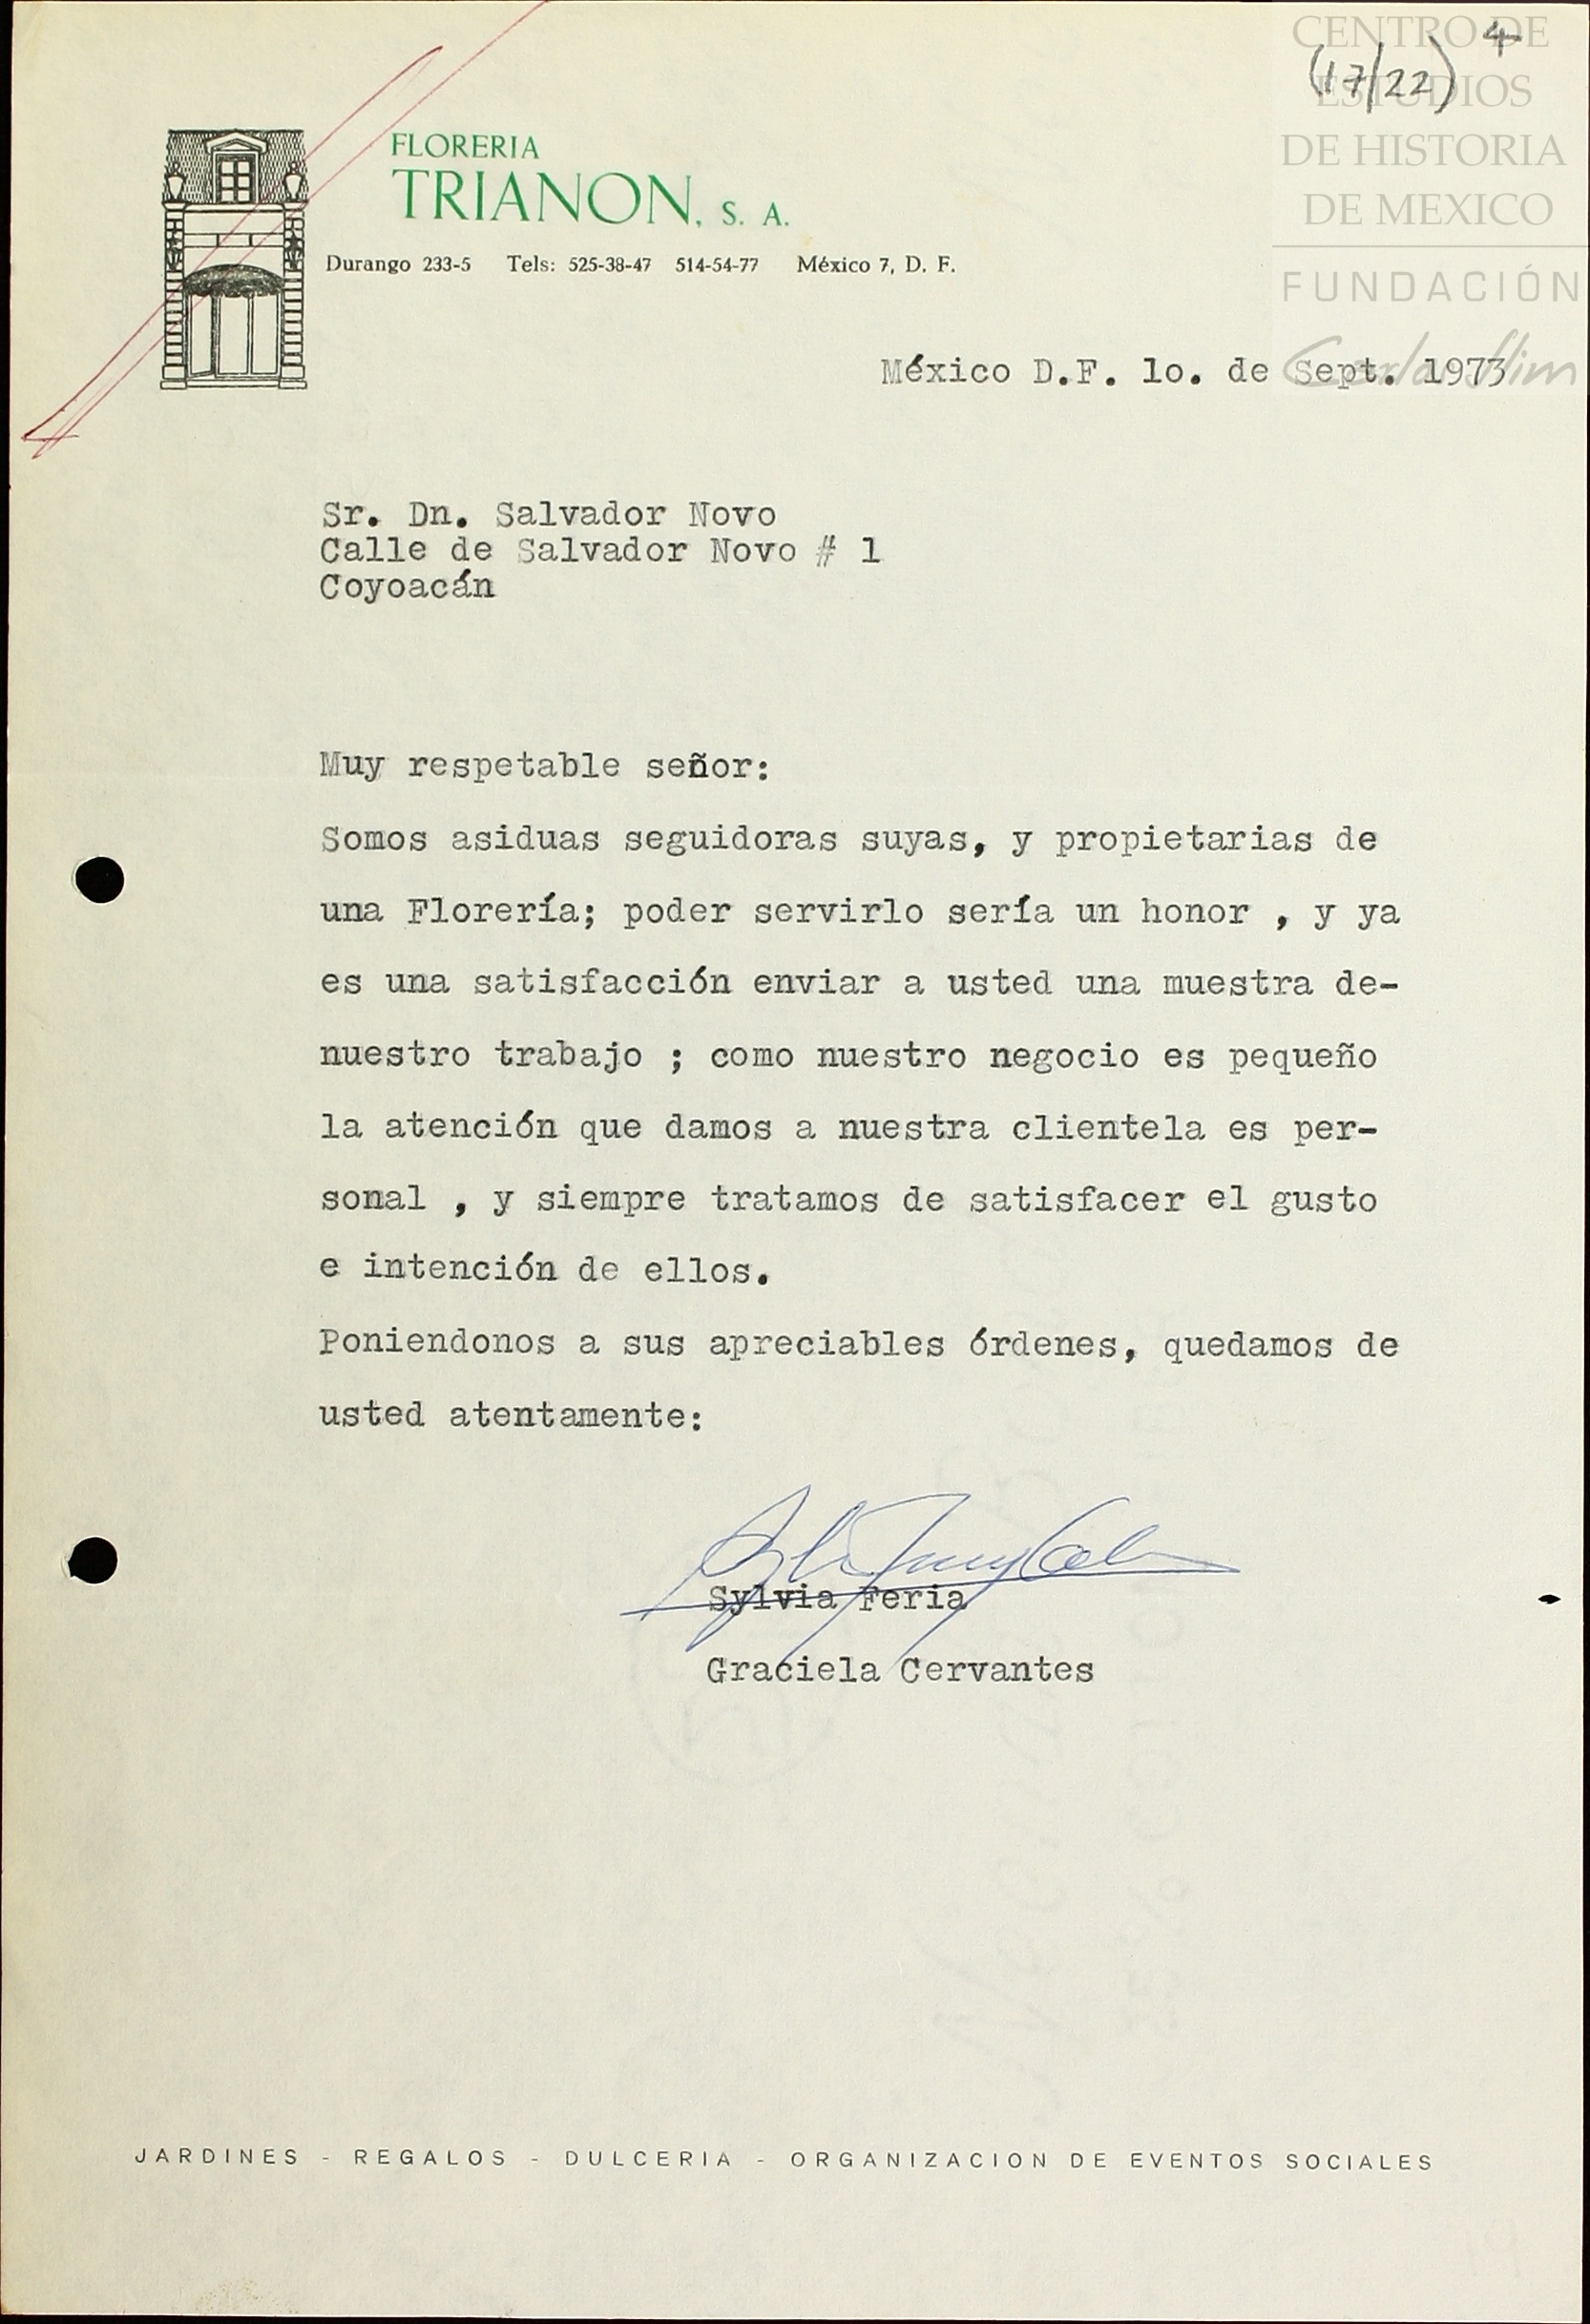 CENTRO DE
ESTUDIOS
DE HISTORIA
DE MEXICO
FUNDACIÓN
Carlos Slim
4
(17/22)
FLORERIA
TRIANON, S. A.
Durango 233-5 Tels: 525-38-47 514-54-77 México 7, D. F.
México D.F. 1o. de Sept. 1973
Sr. Dn. Salvador Novo
Calle de Salvador Novo # 1
Coyoacán
Muy respetable señor:
Somos asiduas seguidoras suyas, y propietarias de
una Florería; poder servirlo sería un honor , y ya
es una satisfacción enviar a usted una muestra de-
nuestro trabajo ; como nuestro negocio es pequeño
la atención que damos a nuestra clientela es per-
sonal , y siempre tratamos de satisfacer el gusto
e intención de ellos.
Poniendonos a sus apreciables órdenes, quedamos de
usted atentamente:
Sylvia Feria
Graciela Cervantes
JARDINES - REGALOS - DULCERIA - ORGANIZACION DE EVENTOS SOCIALES